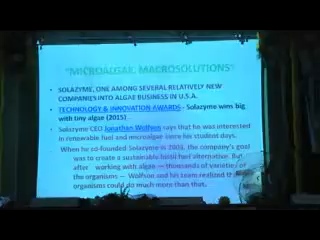 "MICROALGAE, MACROSOLUTIONS"
• SOLAZYME, ONE AMONG SEVERAL RELATIVELY NEW
COMPANIES INTO ALGAE BUSINESS IN U.S.A.
• TECHNOLOGY & INNOVATION AWARDS - Solazyme wins big
with tiny algae (2015)
• Solazyme CEO Jonathan Wolfson says that he was interested
in renewable fuel and microalgae since his student days.
When he co-founded Solazyme in 2003, the company's goal
was to create a sustainable fossil fuel alternative. But
after working with algae — thousands of varieties of
the organisms — Wolfson and his team realized the
organisms could do much more than that.